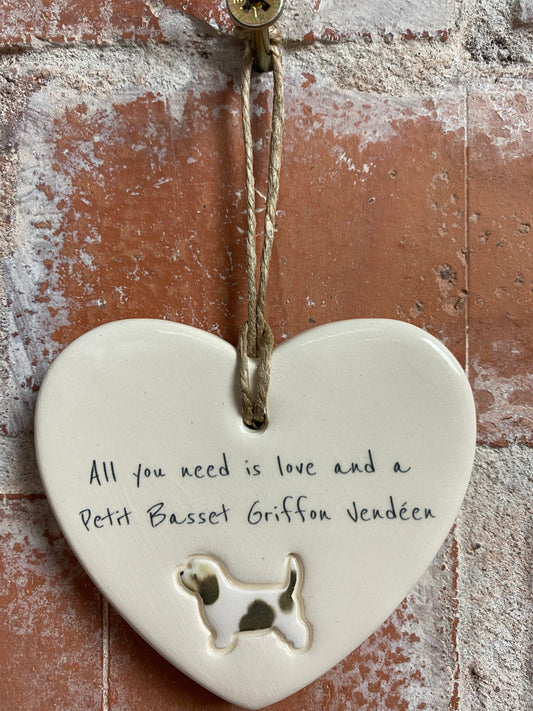 All you need is love and a
Petit Basset Griffon Vendéen